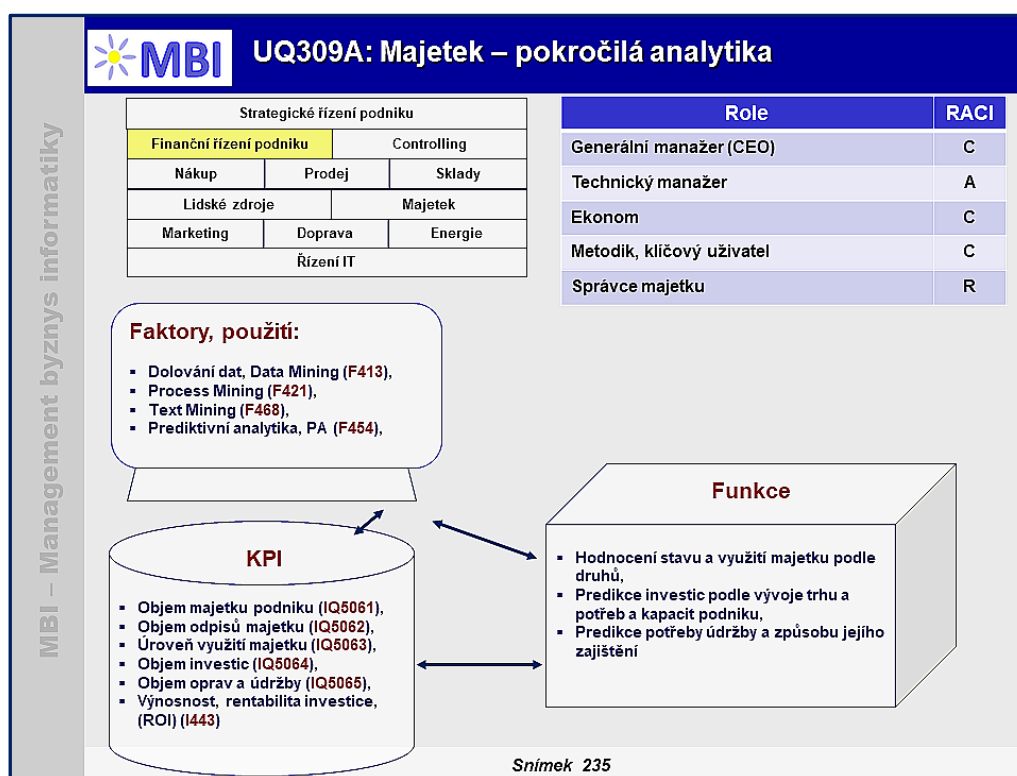 MBI
UQ309A: Majetek – pokročilá analytika
MBI – Management byznys informatiky
Strategické řízení podniku
Finanční řízení podniku
Controlling
Nákup
Prodej
Sklady
Lidské zdroje
Majetek
Marketing
Doprava
Energie
Řízení IT
Role RACI
Generální manažer (CEO) C
Technický manažer A
Ekonom C
Metodik, klíčový uživatel C
Správce majetku R
Faktory, použití:
▪ Dolování dat, Data Mining (F413),
▪ Process Mining (F421),
▪ Text Mining (F468),
▪ Prediktivní analytika, PA (F454),
KPI
▪ Objem majetku podniku (IQ5061),
▪ Objem odpisů majetku (IQ5062),
▪ Úroveň využití majetku (IQ5063),
▪ Objem investic (IQ5064),
▪ Objem oprav a údržby (IQ5065),
▪ Výnosnost, rentabilita investice,
(ROI) (I443)
Funkce
▪ Hodnocení stavu a využití majetku podle
druhů,
▪ Predikce investic podle vývoje trhu a
potřeb a kapacit podniku,
▪ Predikce potřeby údržby a způsobu jejího
zajištění
Snímek 235